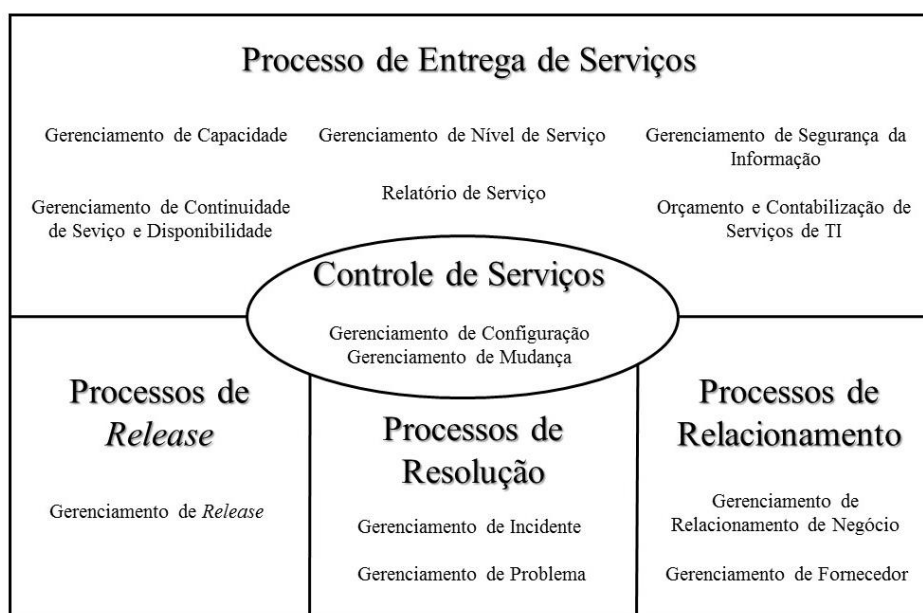 Processo de Entrega de Serviços
Gerenciamento de Capacidade
Gerenciamento de Nível de Serviço
Gerenciamento de Segurança da
Informação
Gerenciamento de Continuidade
de Seviço e Disponibilidade
Relatório de Serviço
Orçamento e Contabilização de
Serviços de TI
Controle de Serviços
Gerenciamento de Configuração
Gerenciamento de Mudança
Processos de
Release
Gerenciamento de Release
Processos de
Resolução
Gerenciamento de Incidente
Gerenciamento de Problema
Processos de
Relacionamento
Gerenciamento de
Relacionamento de Negócio
Gerenciamento de Fornecedor